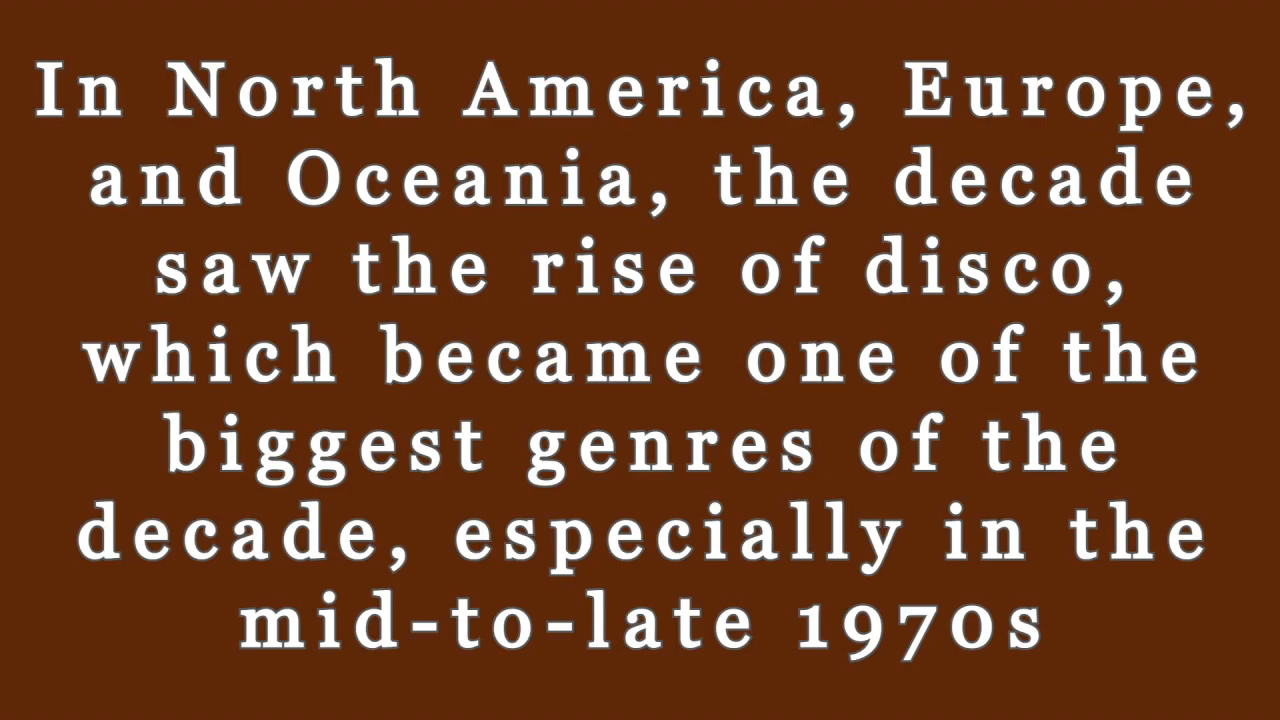 In North America, Europe,
and Oceania, the decade
saw the rise of disco,
which became one of the
biggest genres of the
decade, especially in the
mid-to-late 1970s